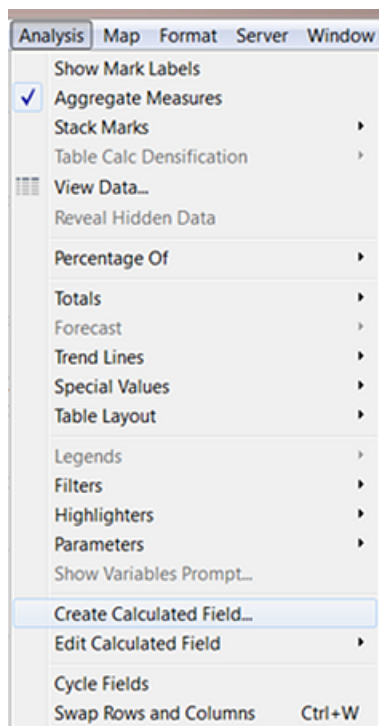 Analysis Map Format Server Window
Show Mark Labels
Aggregate Measures
Stack Marks
Table Calc Densification
View Data...
Reveal Hidden Data
Percentage Of
Totals
Forecast
Trend Lines
Special Values
Table Layout
Legends
Filters
Highlighters
Parameters
Show Variables Prompt...
Create Calculated Field...
Edit Calculated Field
Cycle Fields
Swap Rows and Columns Ctrl+W